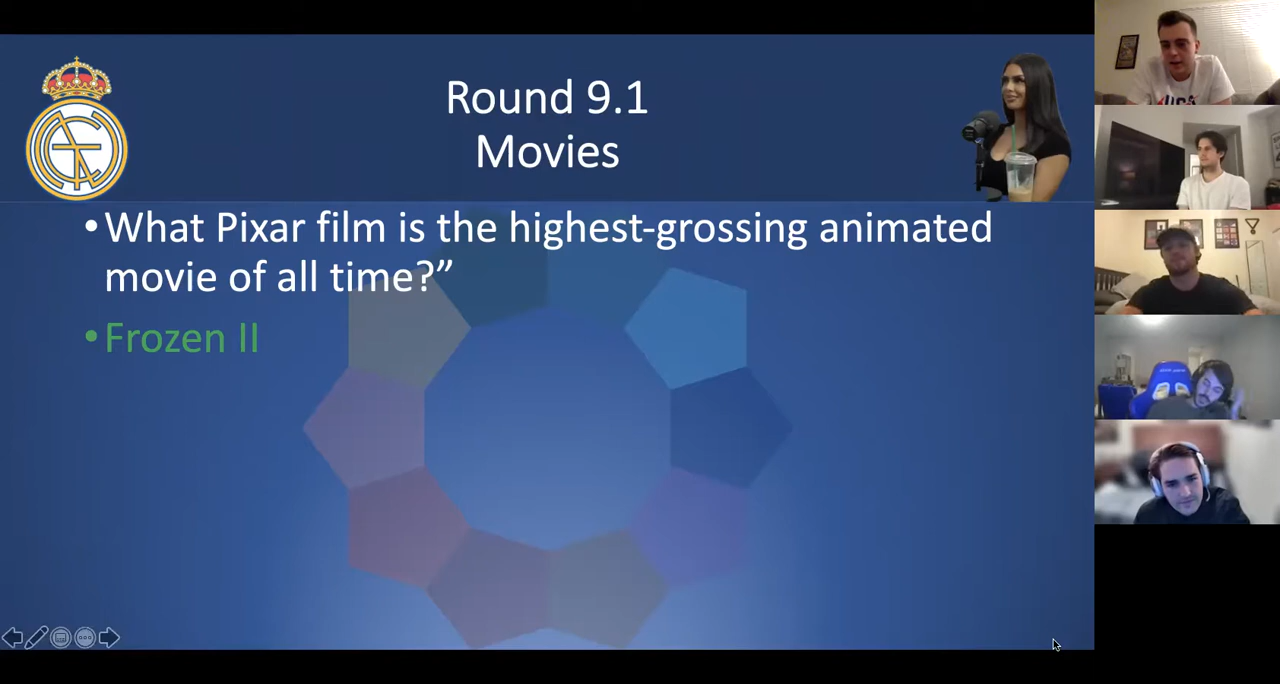 Round 9.1
Movies
•What Pixar film is the highest-grossing animated
movie of all time?”
•Frozen II